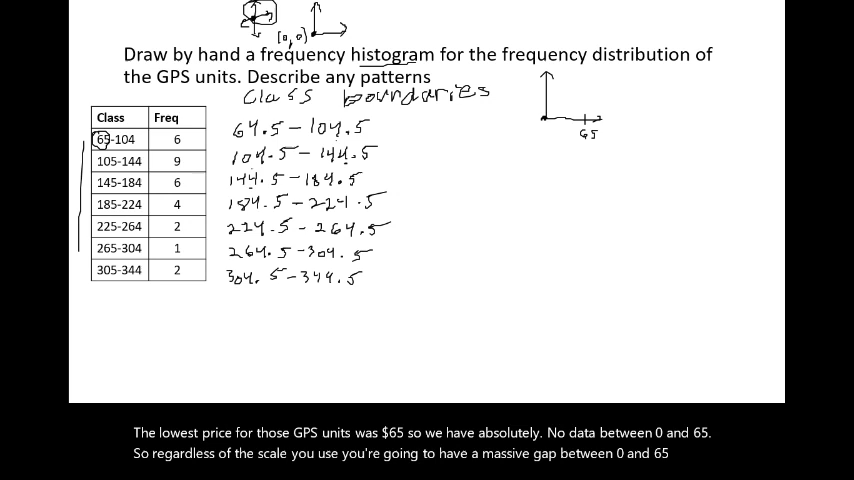 [0,0)
Draw by hand a frequency histogram for the frequency distribution of
the GPS units. Describe any patterns
Class boundaries
Class Freq
65-104 6
105-144 9
145-184 6
185-224 4
225-264 2
265-304 1
305-344 2
64.5-104.5
104.5-144.5
144.5-184.5
184.5-224.5
224.5-264.5
264.5-304.5
304.5-344.5
65
The lowest price for those GPS units was $65 so we have absolutely. No data between 0 and 65.
So regardless of the scale you use you're going to have a massive gap between 0 and 65